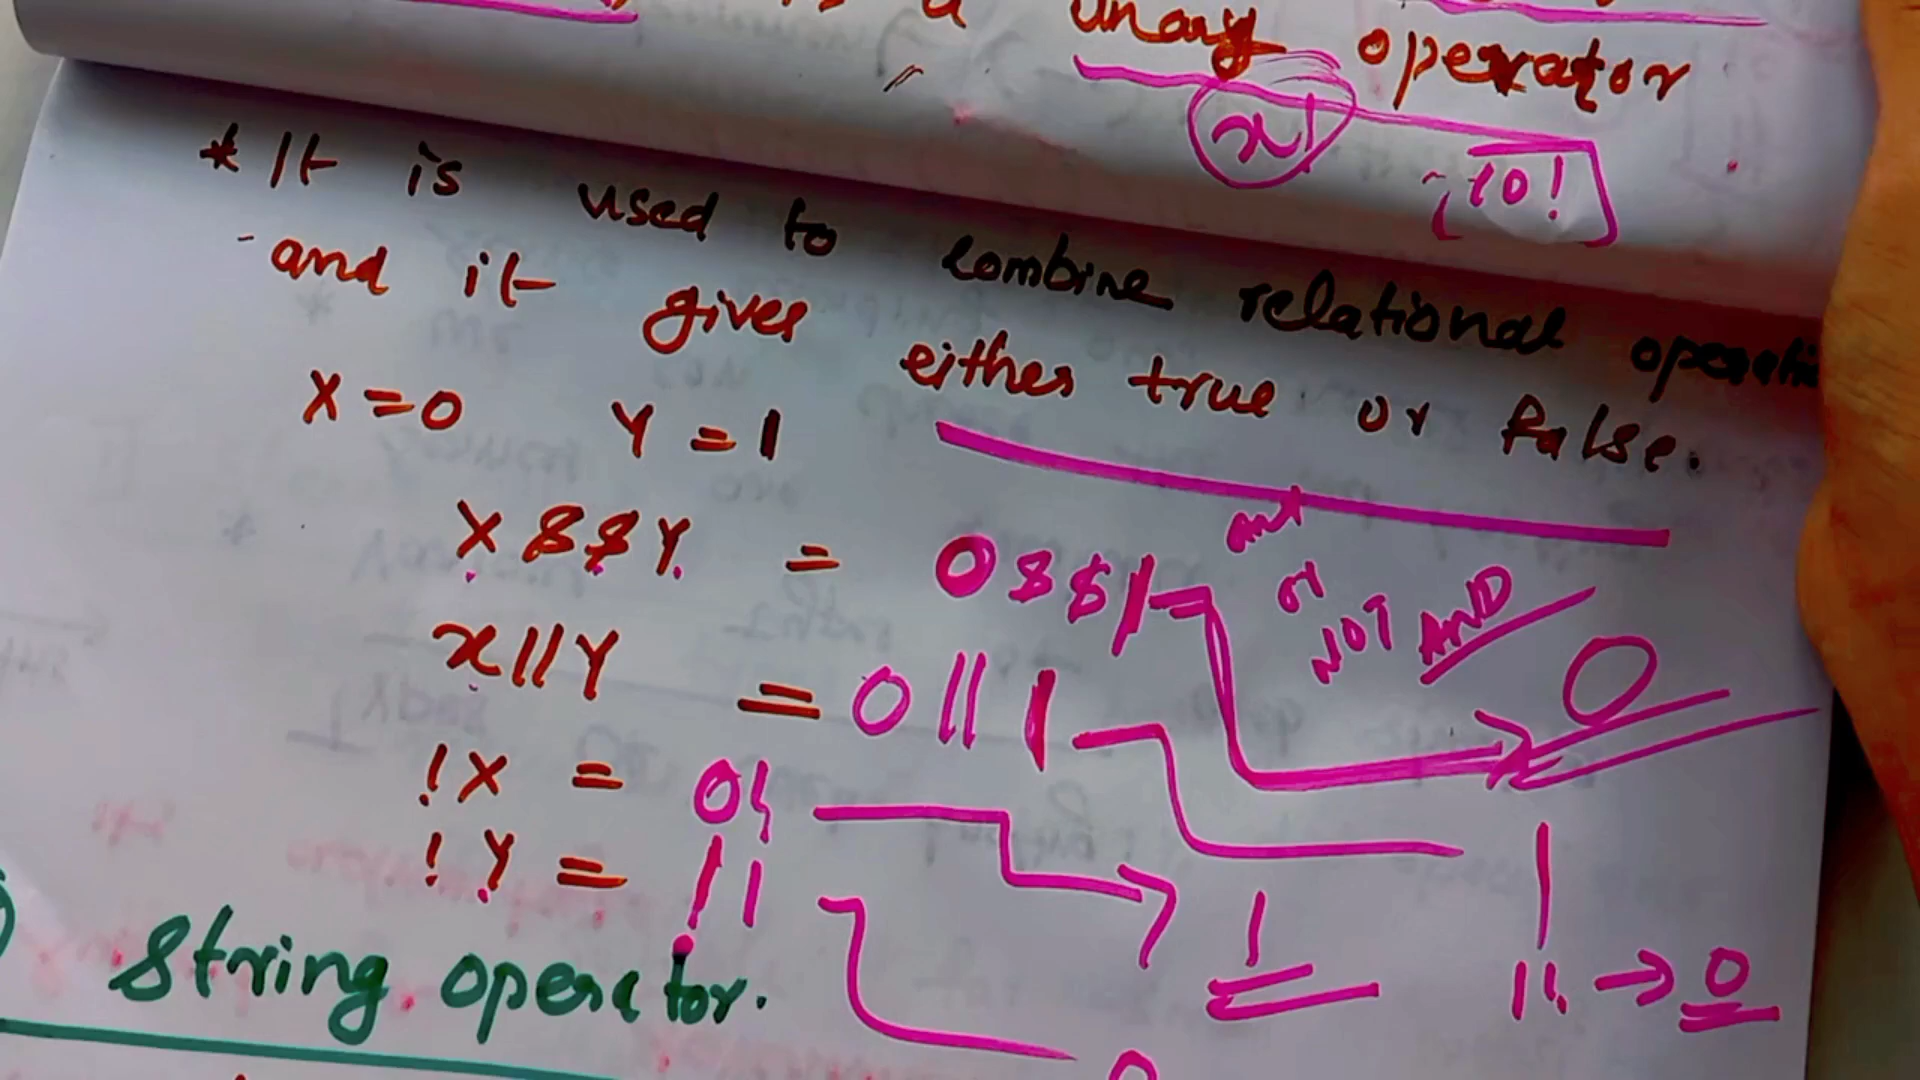 a unary operator
x!
10!
* It is used to combine relational operatio
and it gives either true or false.
X = 0 Y = 1
X && Y = 0 && 1
and
or
NOT AND
0
x || Y = 0 || 1
1
!X = 0!
1
!Y = 1!
1! → 0
String operator.